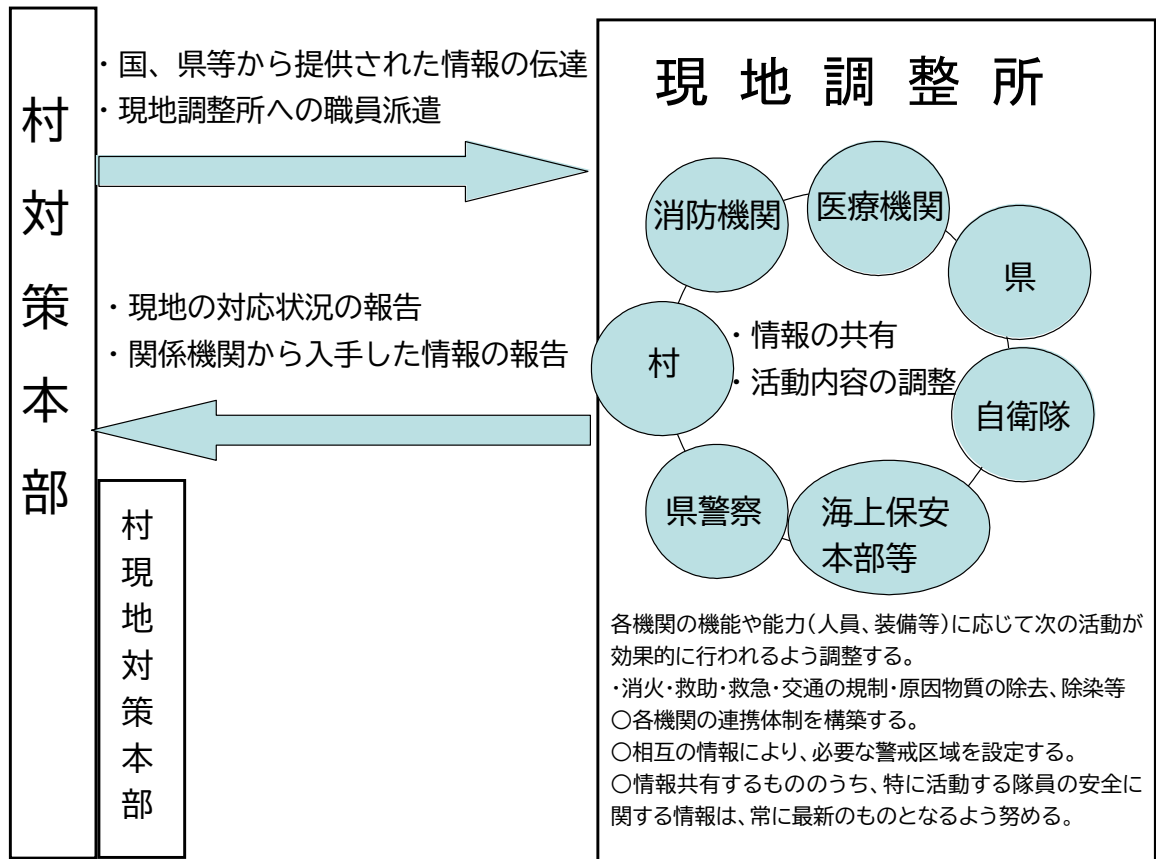 村対策本部
・国、県等から提供された情報の伝達
・現地調整所への職員派遣
・現地の対応状況の報告
・関係機関から入手した情報の報告
村現地対策本部
現地調整所
消防機関
医療機関
県
自衛隊
海上保安
本部等
県警察
村
・情報の共有
・活動内容の調整
各機関の機能や能力(人員、装備等)に応じて次の活動が
効果的に行われるよう調整する。
・消火・救助・救急・交通の規制・原因物質の除去、除染等
○各機関の連携体制を構築する。
○相互の情報により、必要な警戒区域を設定する。
○情報共有するもののうち、特に活動する隊員の安全に
関する情報は、常に最新のものとなるよう努める。